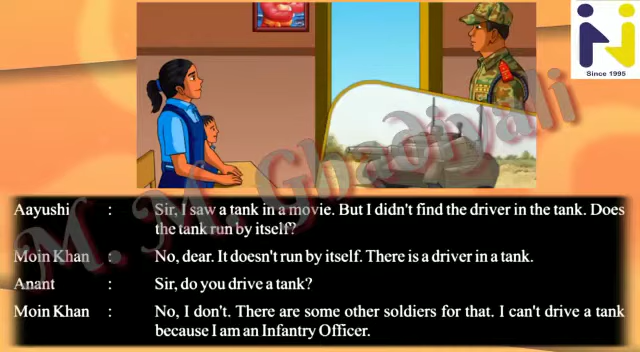 Since 1995
M. M. Ghadiyali
Aayushi : Sir, I saw a tank in a movie. But I didn't find the driver in the tank. Does
the tank run by itself?
Moin Khan : No, dear. It doesn't run by itself. There is a driver in a tank.
Anant : Sir, do you drive a tank?
Moin Khan : No, I don't. There are some other soldiers for that. I can't drive a tank
because I am an Infantry Officer.